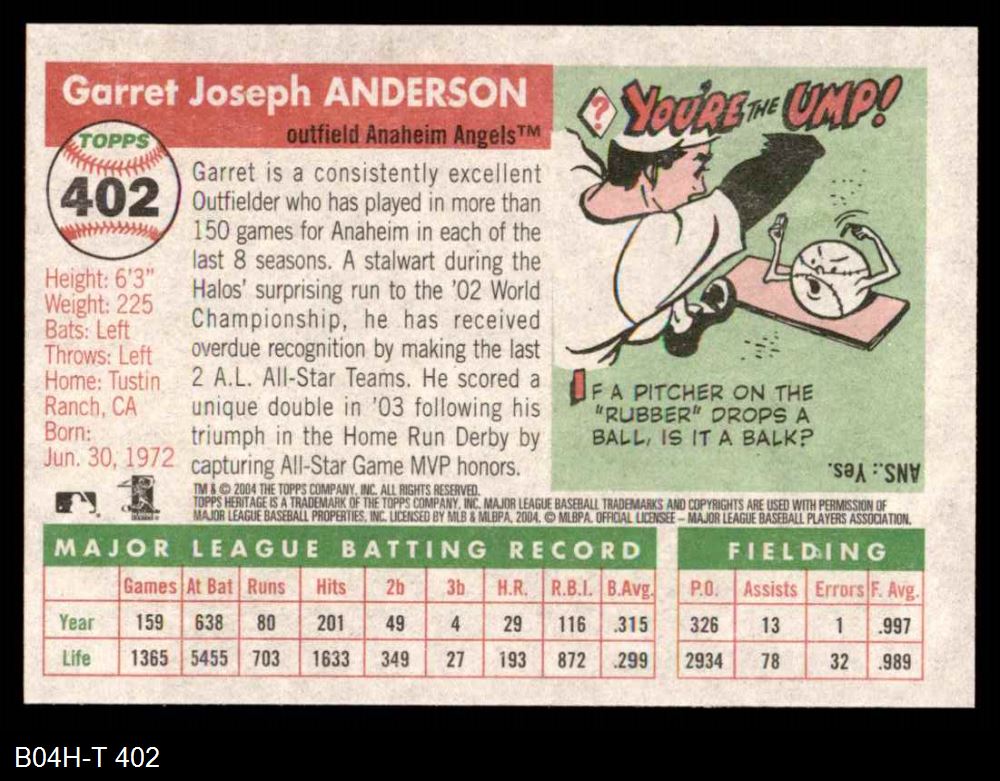 Garret Joseph ANDERSON
outfield Anaheim Angels™
TOPPS
402
Height: 6'3"
Weight: 225
Bats: Left
Throws: Left
Home: Tustin
Ranch, CA
Born:
Jun. 30, 1972
Garret is a consistently excellent
Outfielder who has played in more than
150 games for Anaheim in each of the
last 8 seasons. A stalwart during the
Halos' surprising run to the '02 World
Championship, he has received
overdue recognition by making the last
2 A.L. All-Star Teams. He scored a
unique double in '03 following his
triumph in the Home Run Derby by
capturing All-Star Game MVP honors.
? YOU'RE THE UMP!
IF A PITCHER ON THE
"RUBBER" DROPS A
BALL, IS IT A BALK?
ANS.: Yes.
TM & © 2004 THE TOPPS COMPANY, INC. ALL RIGHTS RESERVED.
TOPPS HERITAGE IS A TRADEMARK OF THE TOPPS COMPANY, INC. MAJOR LEAGUE BASEBALL TRADEMARKS AND COPYRIGHTS ARE USED WITH PERMISSION OF
MAJOR LEAGUE BASEBALL PROPERTIES, INC. LICENSED BY MLB & MLBPA, 2004. © MLBPA. OFFICIAL LICENSEE – MAJOR LEAGUE BASEBALL PLAYERS ASSOCIATION.
MAJOR LEAGUE BATTING RECORD
Games At Bat Runs Hits 2b 3b H.R. R.B.I. B.Avg.
Year 159 638 80 201 49 4 29 116 .315
Life 1365 5455 703 1633 349 27 193 872 .299
FIELDING
P.O. Assists Errors F. Avg.
326 13 1 .997
2934 78 32 .989
B04H-T 402